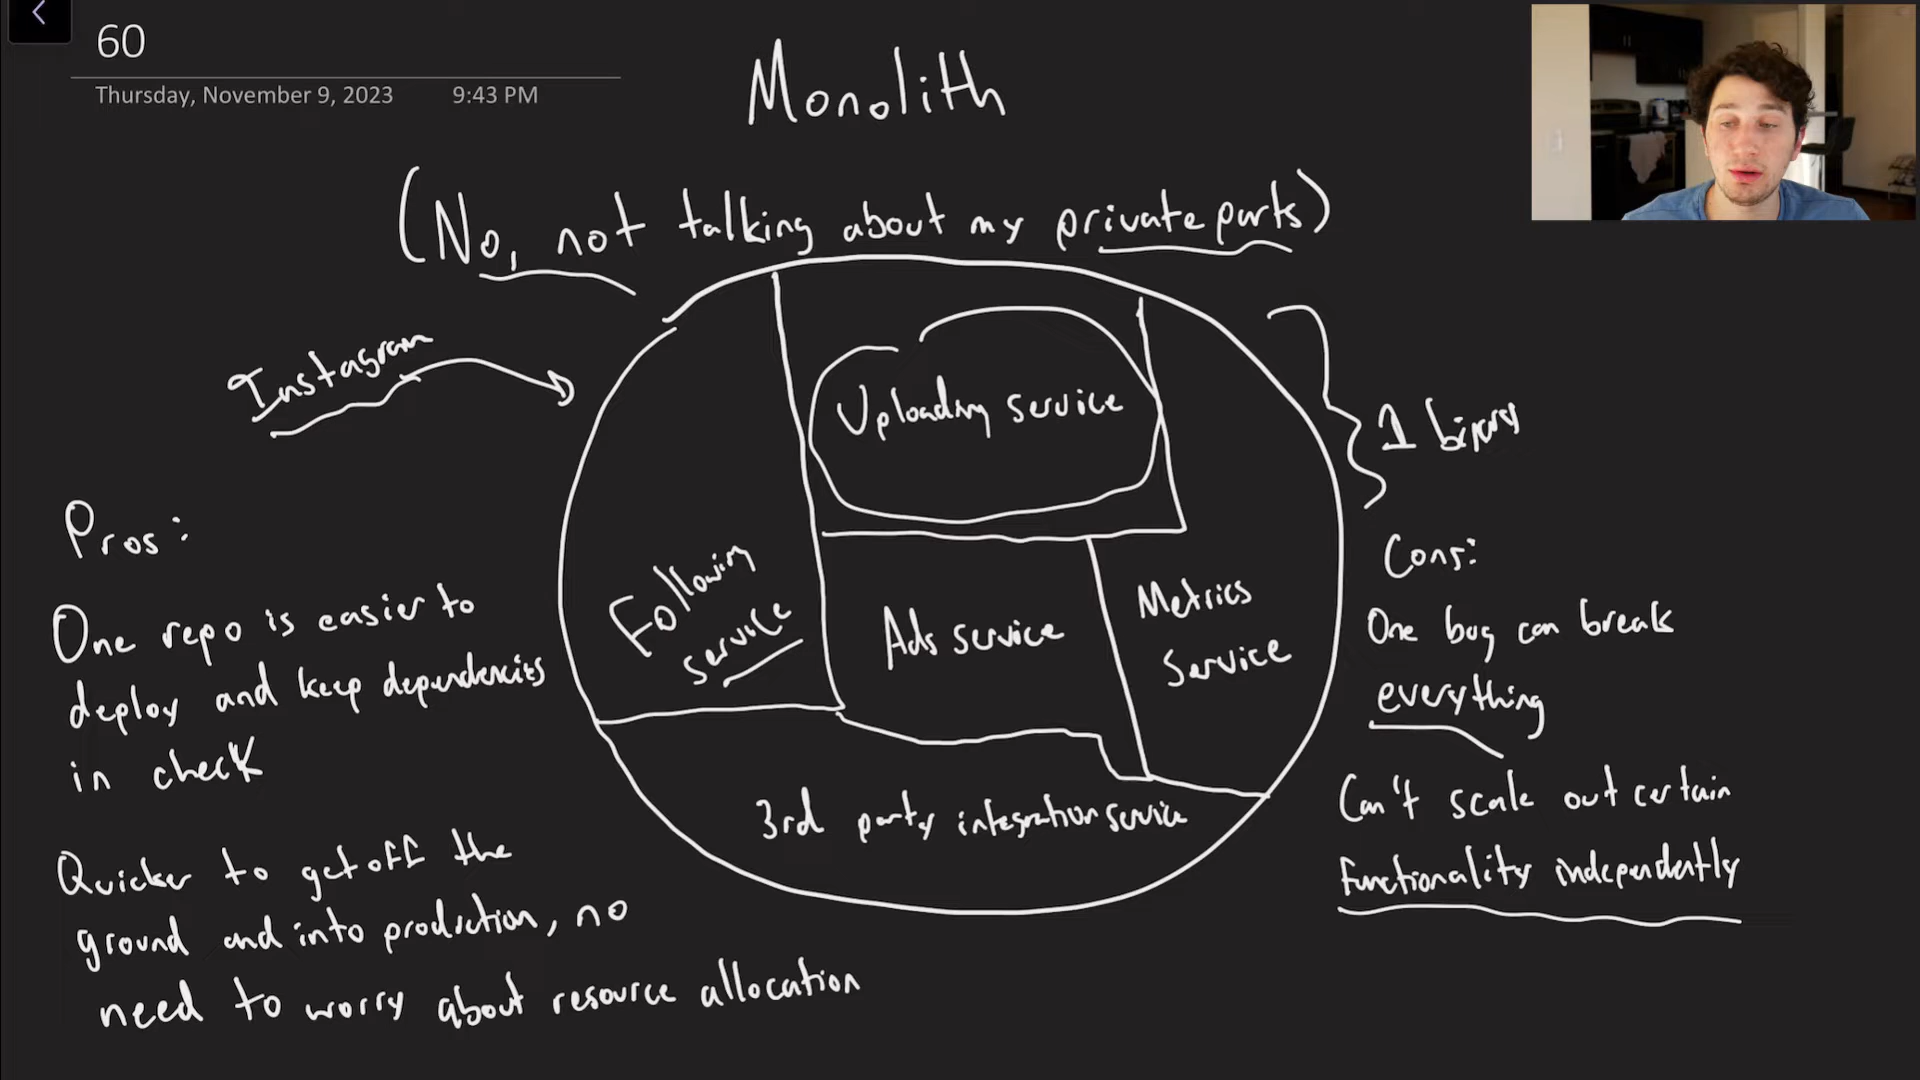 60
Thursday, November 9, 2023 9:43 PM
Monolith
(No, not talking about my private parts)
Instagram
Uploading service
1 binary
Following
service
Ads service
Metrics
Service
3rd party integration service
Pros:
One repo is easier to
deploy and keep dependencies
in check
Quicker to get off the
ground and into production, no
need to worry about resource allocation
Cons:
One bug can break
everything
Can't scale out certain
functionality independently